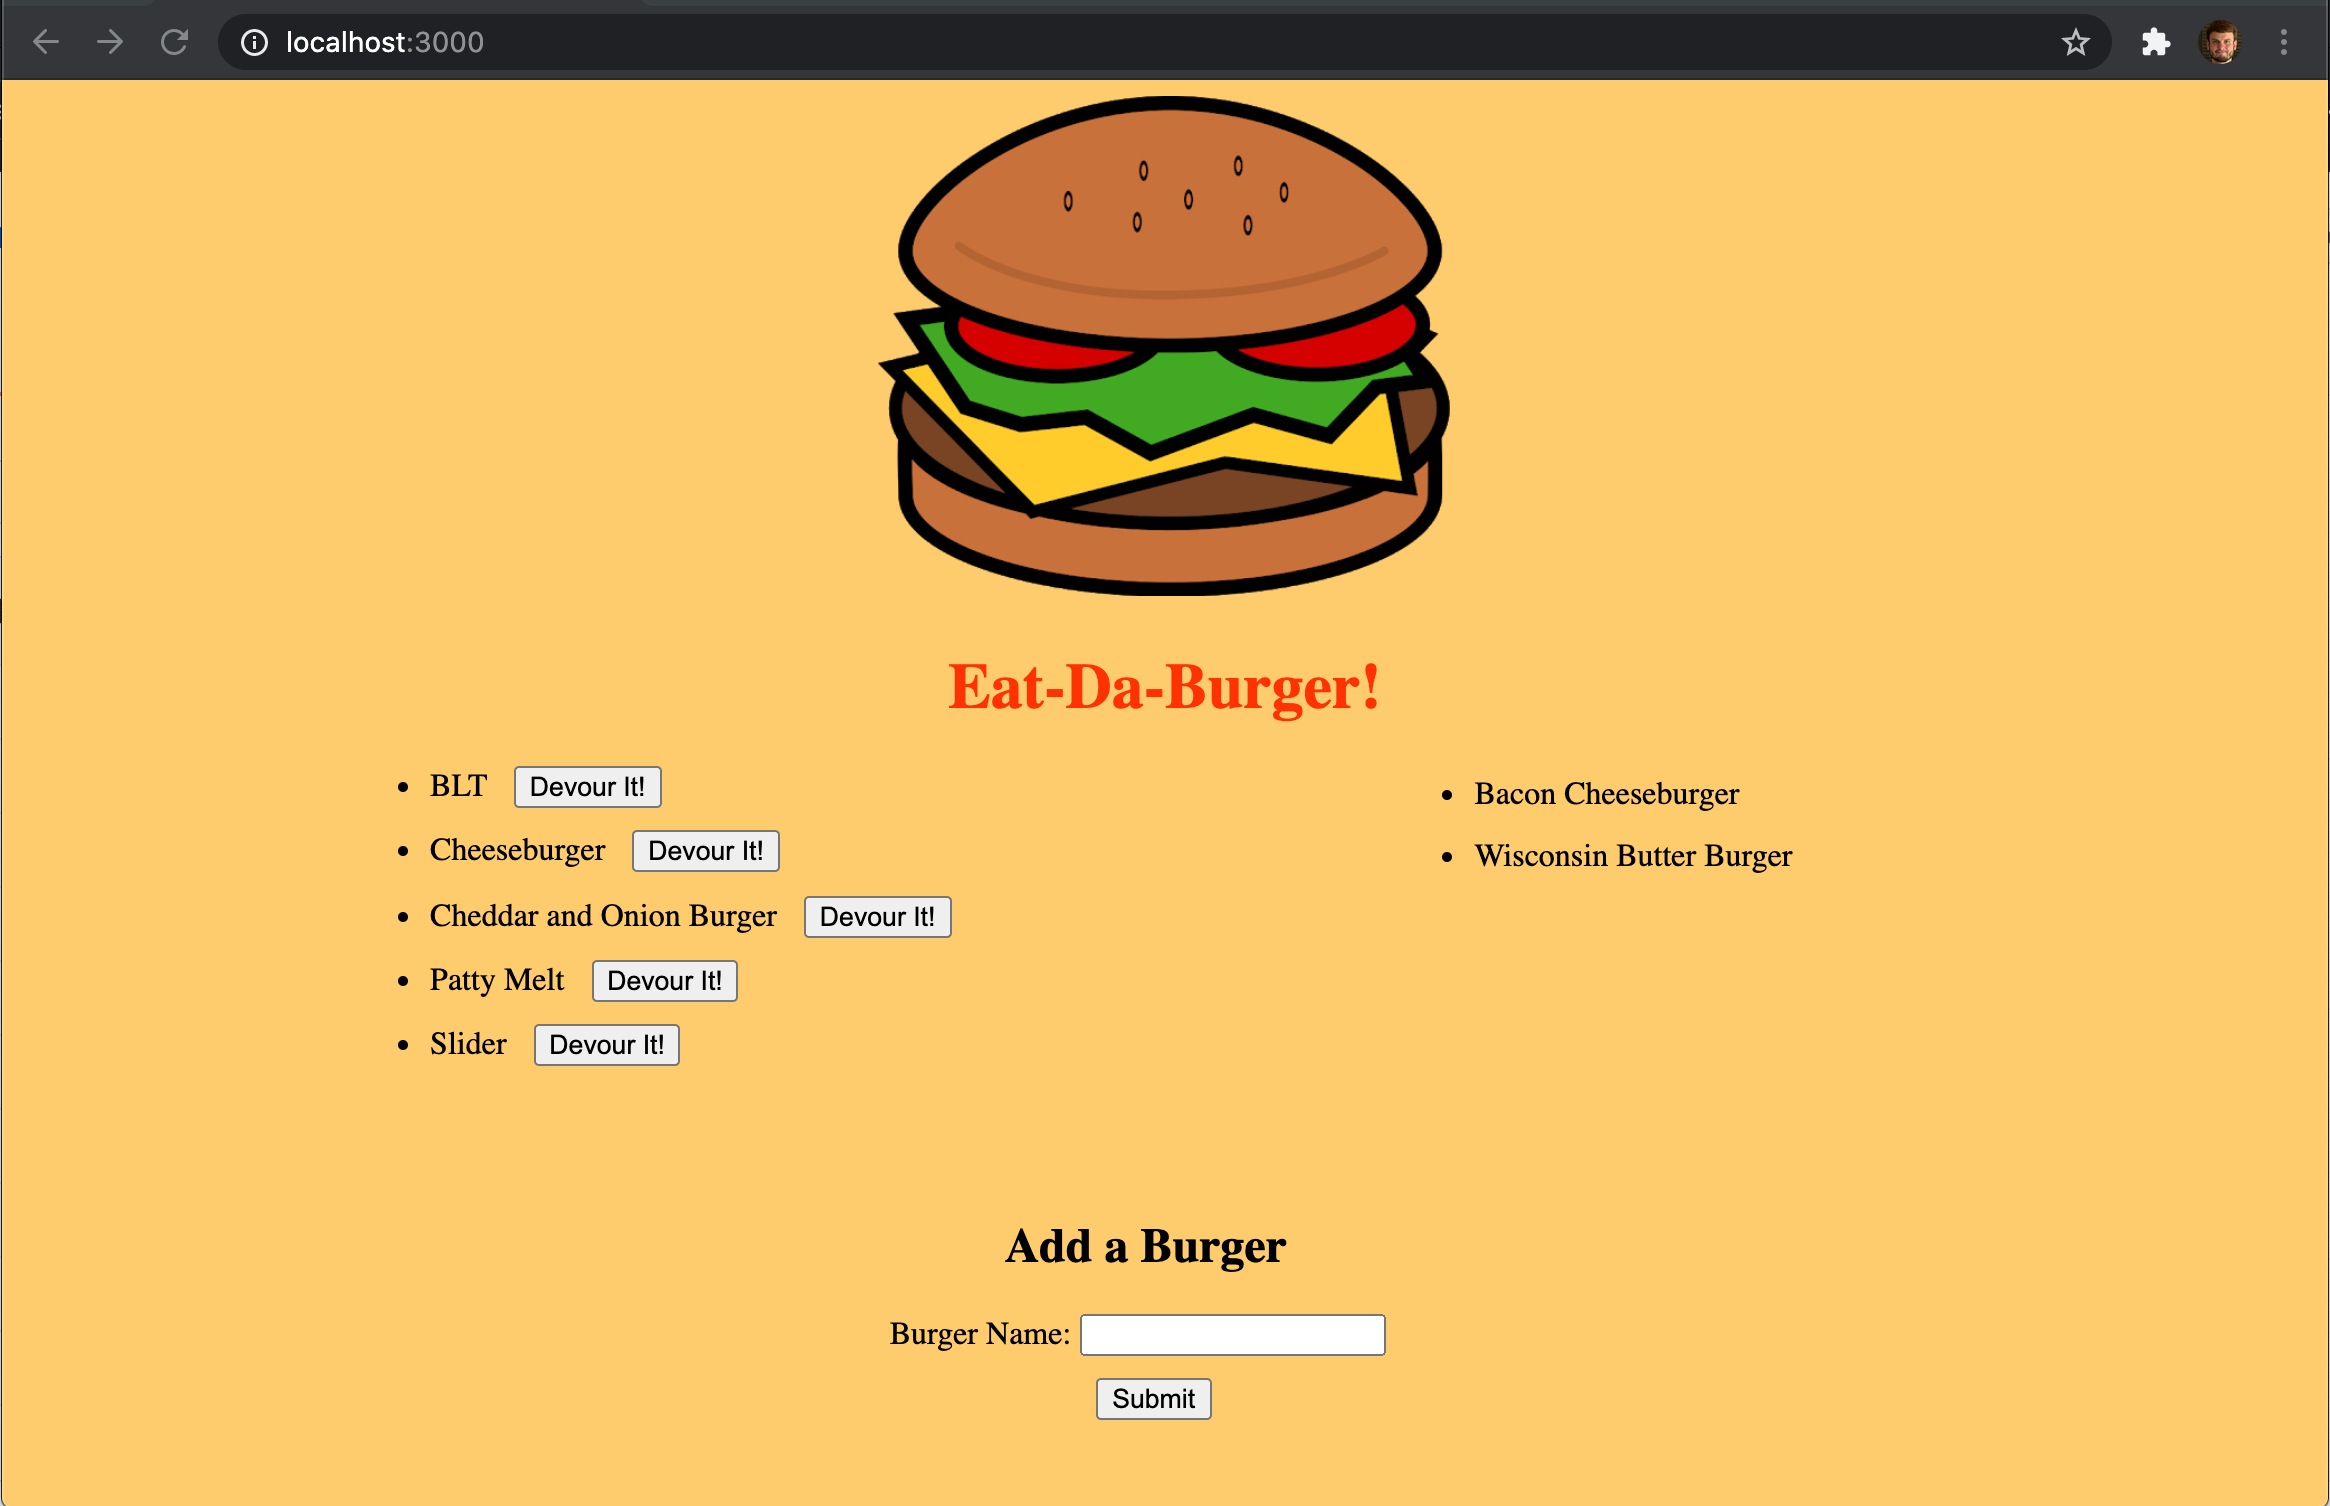 localhost:3000
Eat-Da-Burger!
BLT Devour It!
Cheeseburger Devour It!
Cheddar and Onion Burger Devour It!
Patty Melt Devour It!
Slider Devour It!
Bacon Cheeseburger
Wisconsin Butter Burger
Add a Burger
Burger Name:
Submit